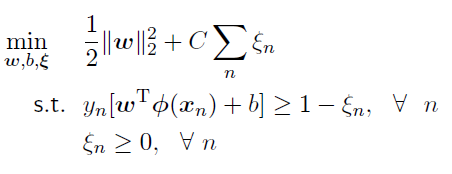 min w,b,ξ 1/2 ‖w‖₂² + C ∑ₙ ξₙ
s.t. yₙ[wᵀϕ(xₙ) + b] ≥ 1 − ξₙ, ∀ n
ξₙ ≥ 0, ∀ n